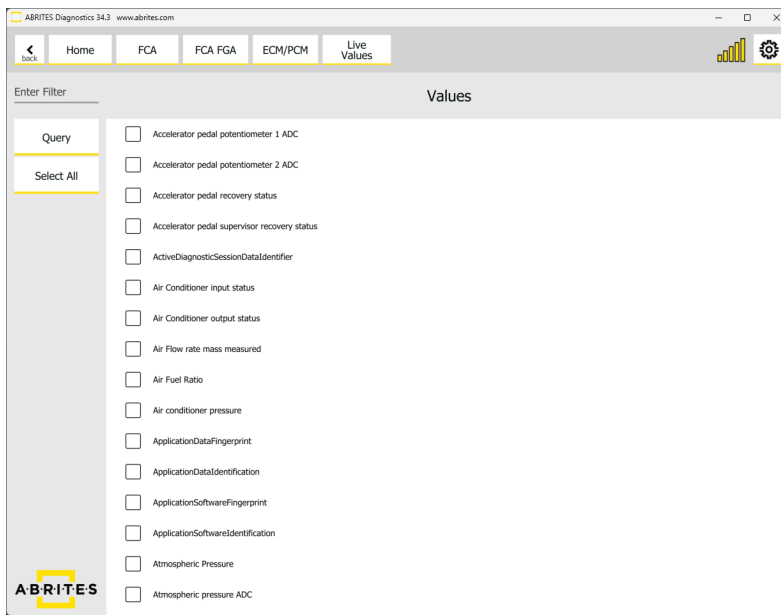 ABRITES Diagnostics 34.3 www.abrites.com
back
Home
FCA
FCA FGA
ECM/PCM
Live
Values
Enter Filter
Values
Query
Select All
Accelerator pedal potentiometer 1 ADC
Accelerator pedal potentiometer 2 ADC
Accelerator pedal recovery status
Accelerator pedal supervisor recovery status
ActiveDiagnosticSessionDataIdentifier
Air Conditioner input status
Air Conditioner output status
Air Flow rate mass measured
Air Fuel Ratio
Air conditioner pressure
ApplicationDataFingerprint
ApplicationDataIdentification
ApplicationSoftwareFingerprint
ApplicationSoftwareIdentification
Atmospheric Pressure
Atmospheric pressure ADC
A·B·R·I·T·E·S